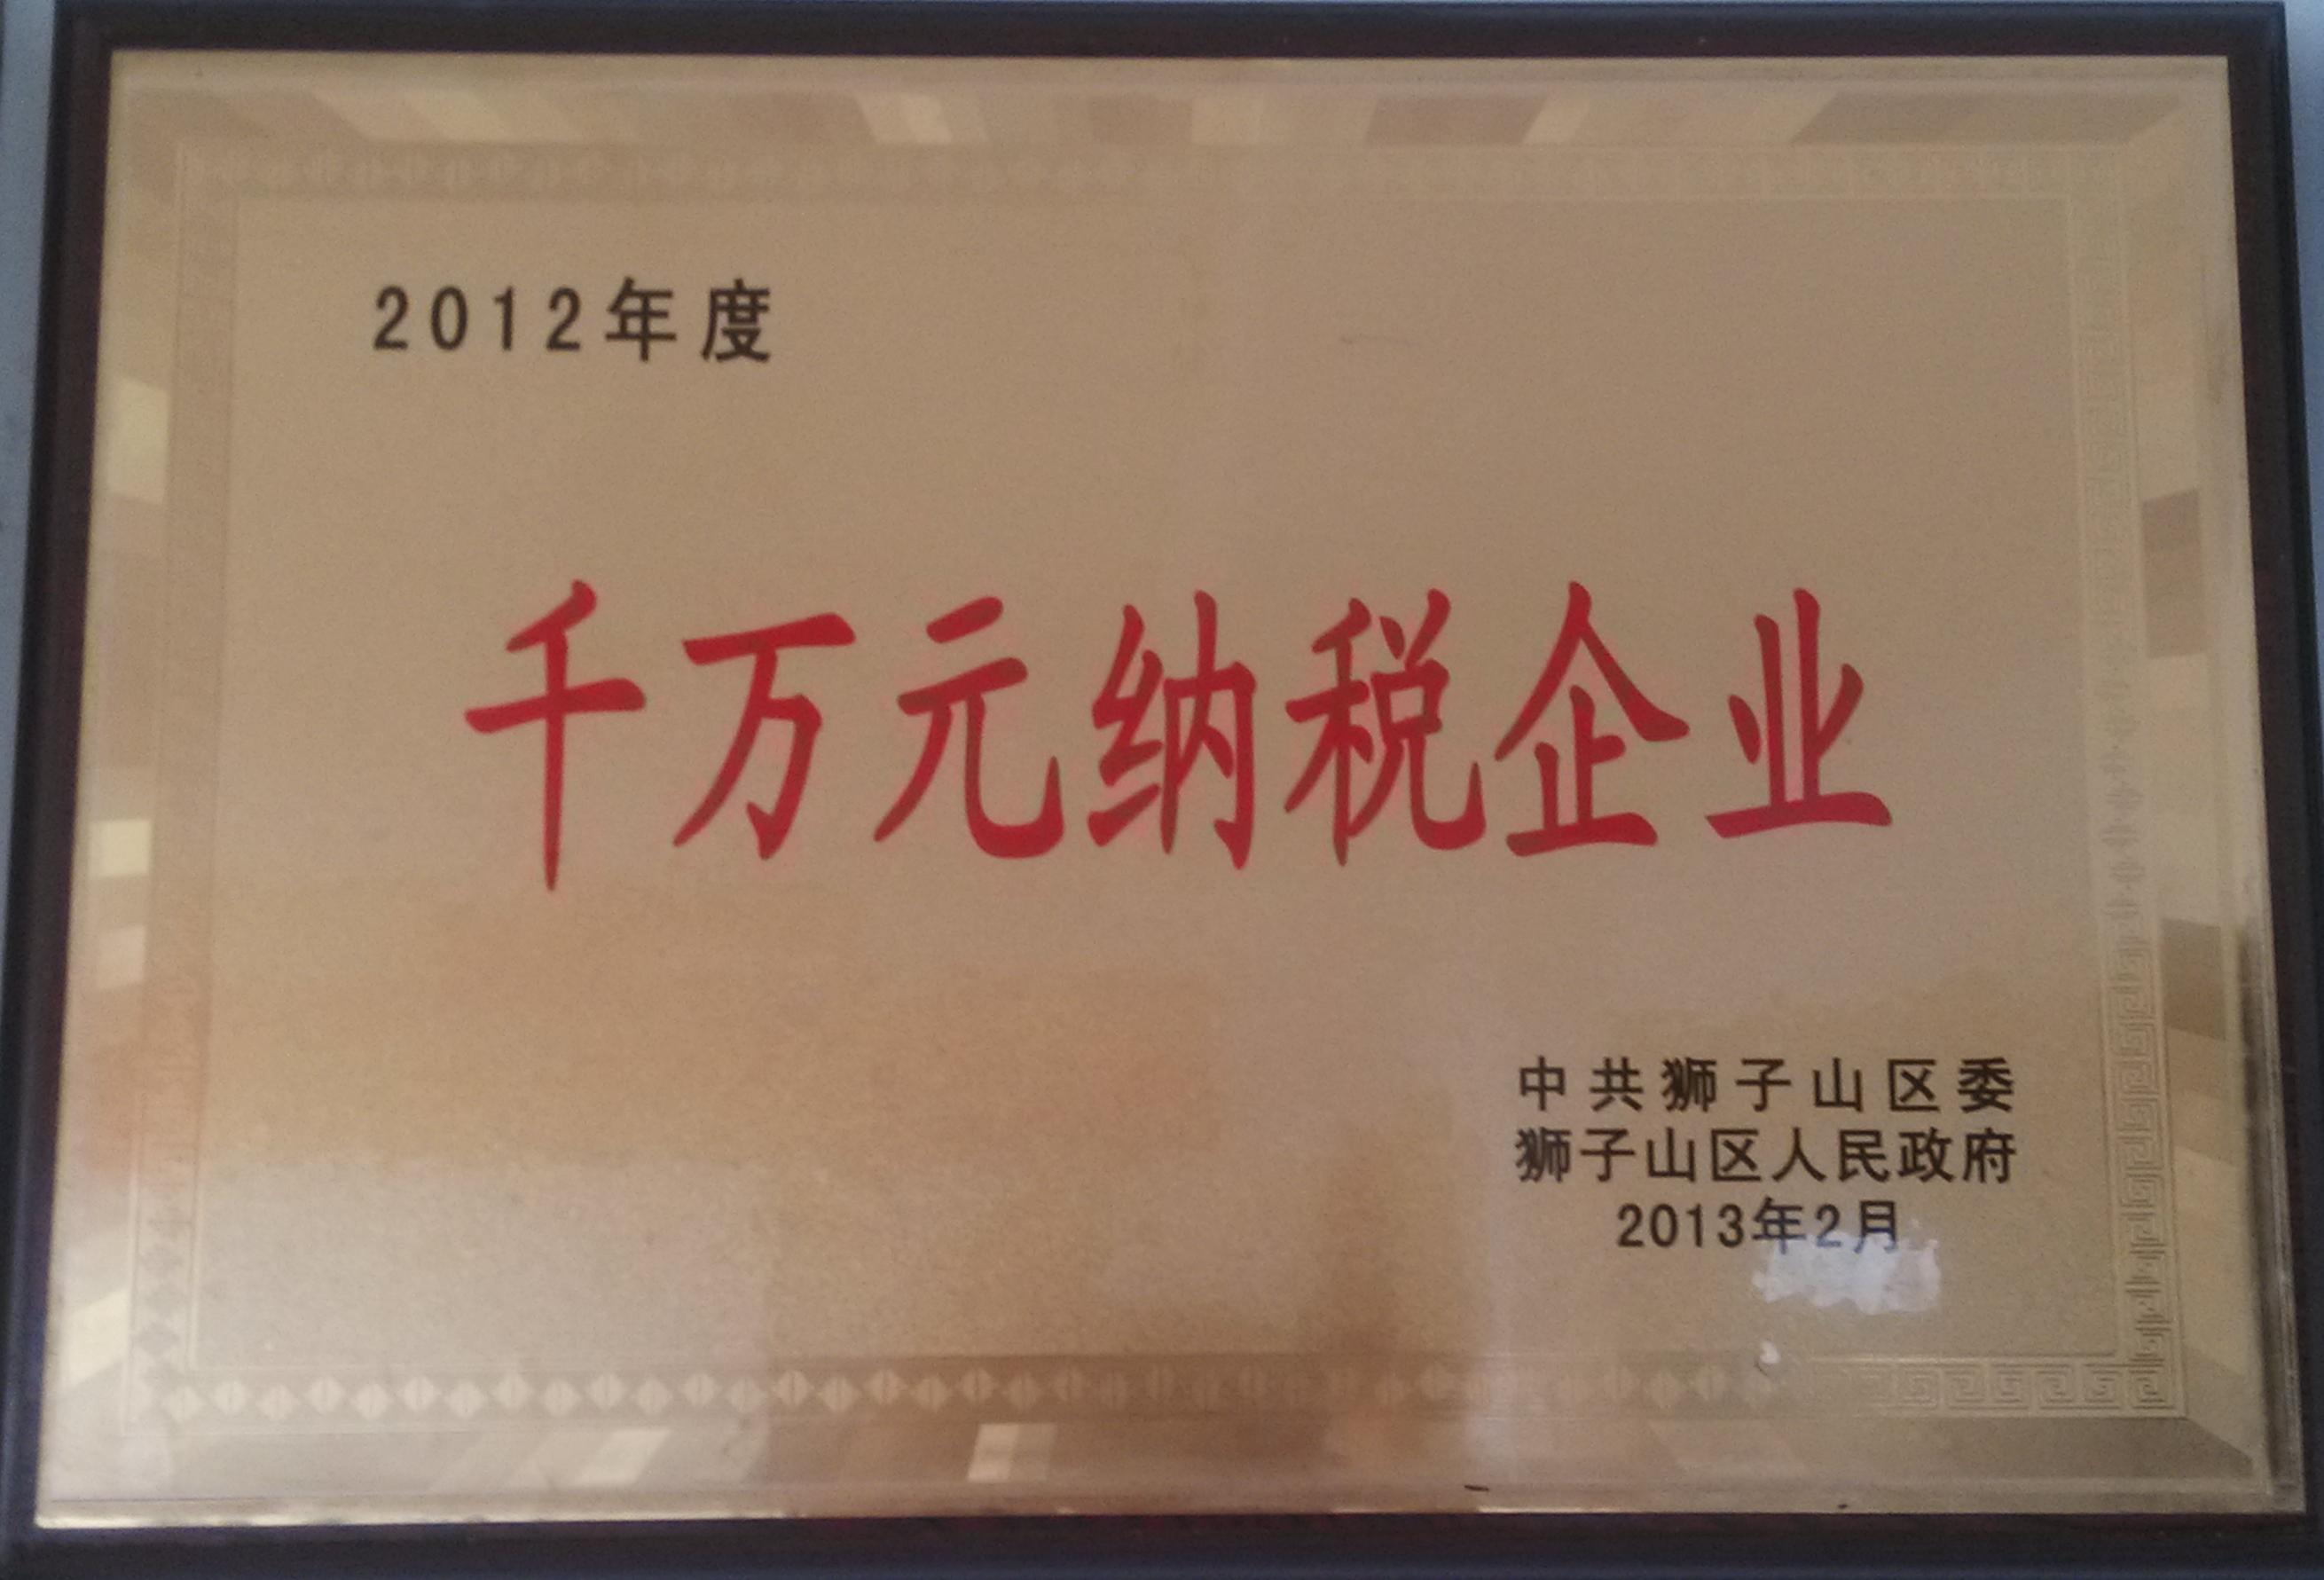 2012年度
千万元纳税企业
中共狮子山区委
狮子山区人民政府
2013年2月